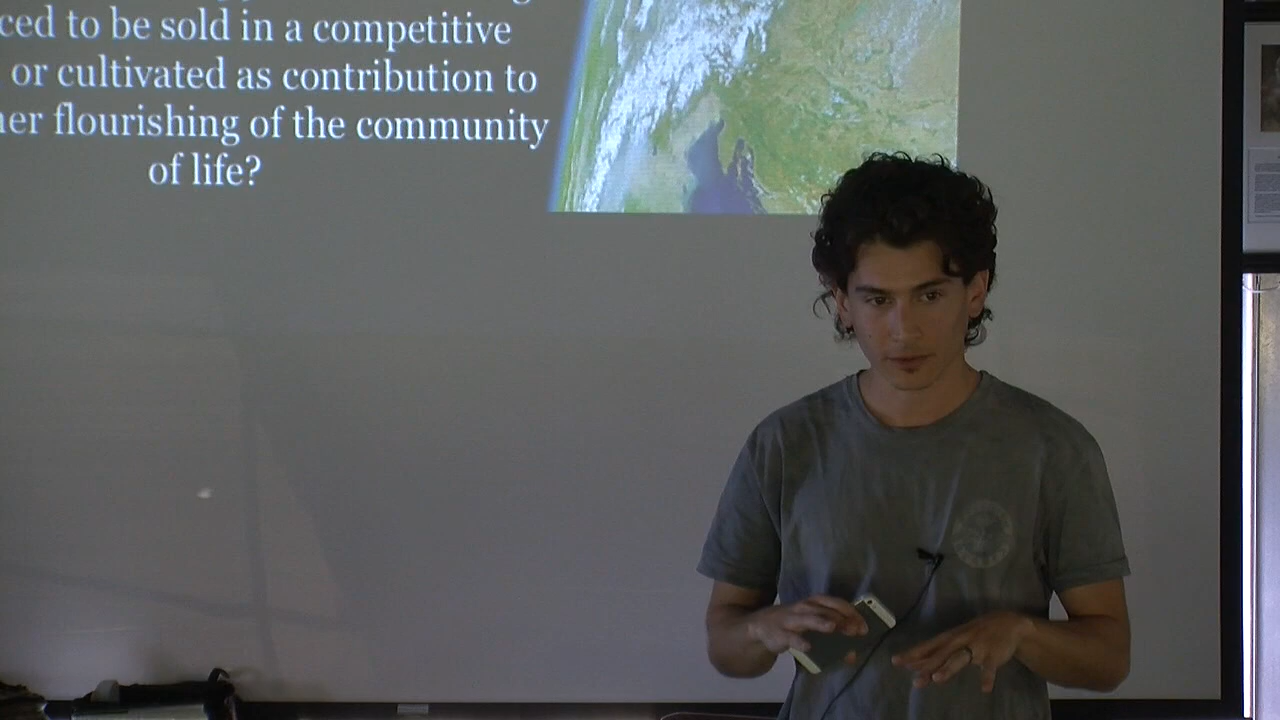 ced to be sold in a competitive
or cultivated as contribution to
her flourishing of the community
of life?